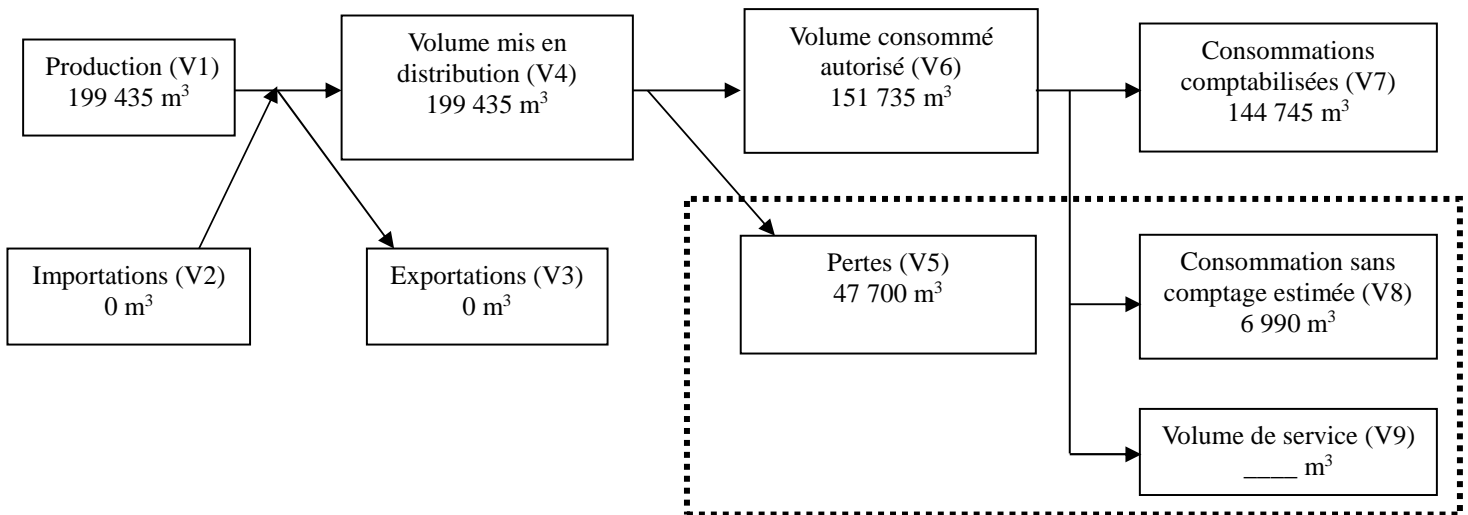 Production (V1)
199 435 m³
Volume mis en
distribution (V4)
199 435 m³
Volume consommé
autorisé (V6)
151 735 m³
Consommations
comptabilisées (V7)
144 745 m³
Importations (V2)
0 m³
Exportations (V3)
0 m³
Pertes (V5)
47 700 m³
Consommation sans
comptage estimée (V8)
6 990 m³
Volume de service (V9)
____ m³